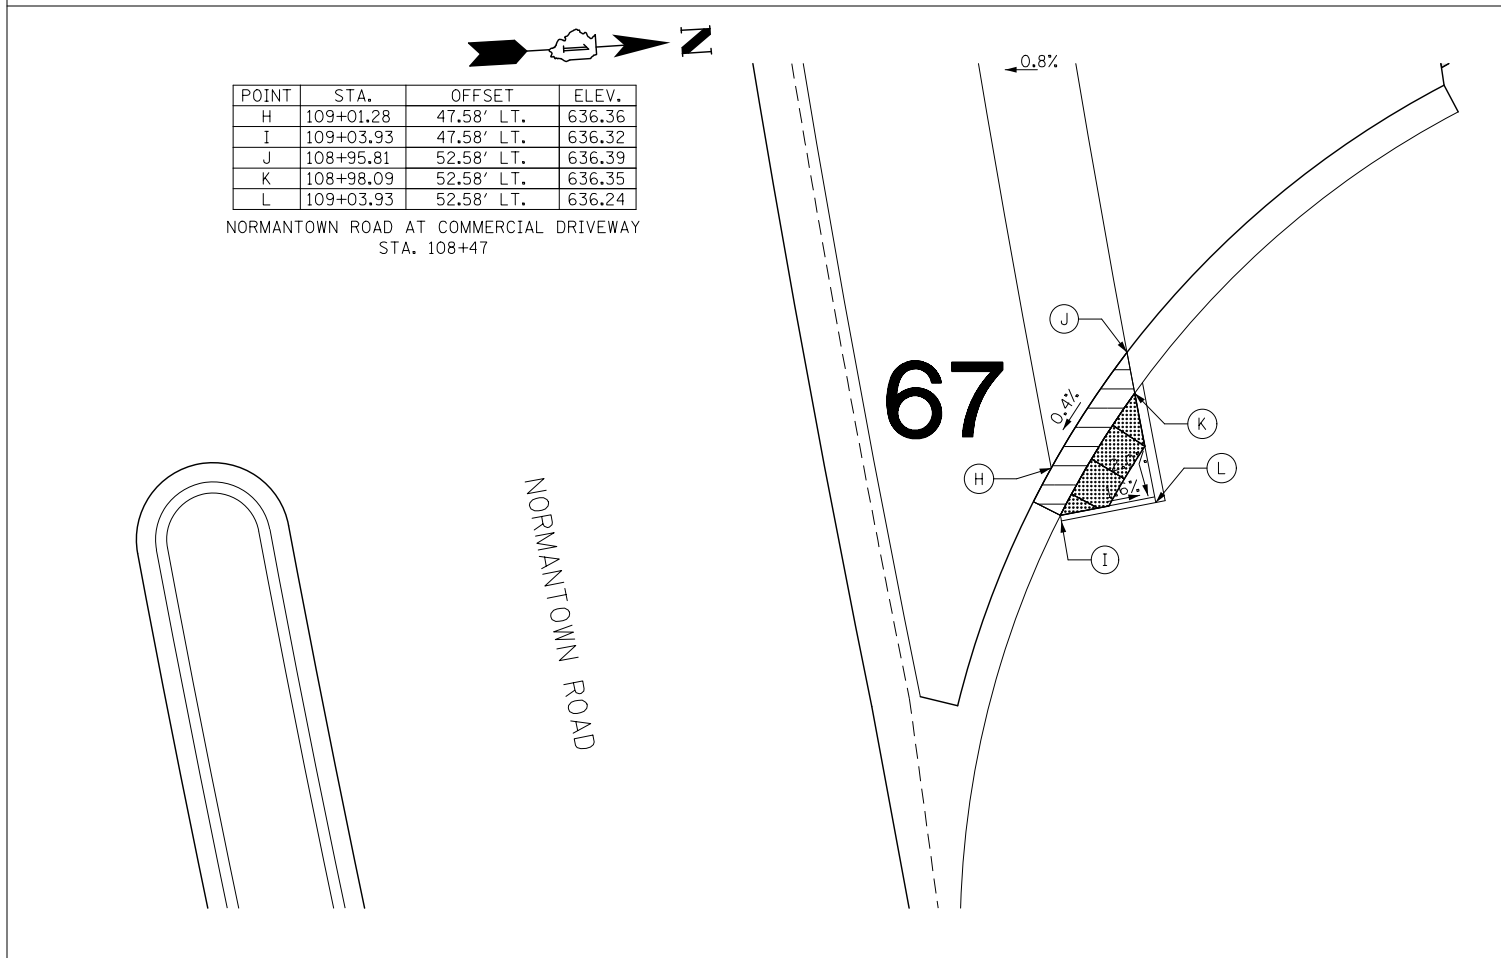 N
0.8%
POINT STA. OFFSET ELEV.
H 109+01.28 47.58' LT. 636.36
I 109+03.93 47.58' LT. 636.32
J 108+95.81 52.58' LT. 636.39
K 108+98.09 52.58' LT. 636.35
L 109+03.93 52.58' LT. 636.24
NORMANTOWN ROAD AT COMMERCIAL DRIVEWAY
STA. 108+47
J
67
0.4%
K
H
L
I
NORMANTOWN ROAD